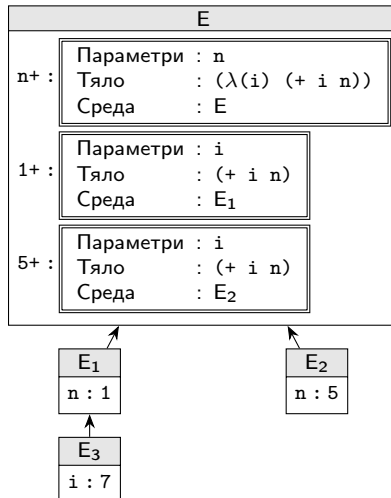 E
n+ :
Параметри : n
Тяло : (λ(i) (+ i n))
Среда : E
1+ :
Параметри : i
Тяло : (+ i n)
Среда : E₁
5+ :
Параметри : i
Тяло : (+ i n)
Среда : E₂
E₁
n : 1
E₂
n : 5
E₃
i : 7